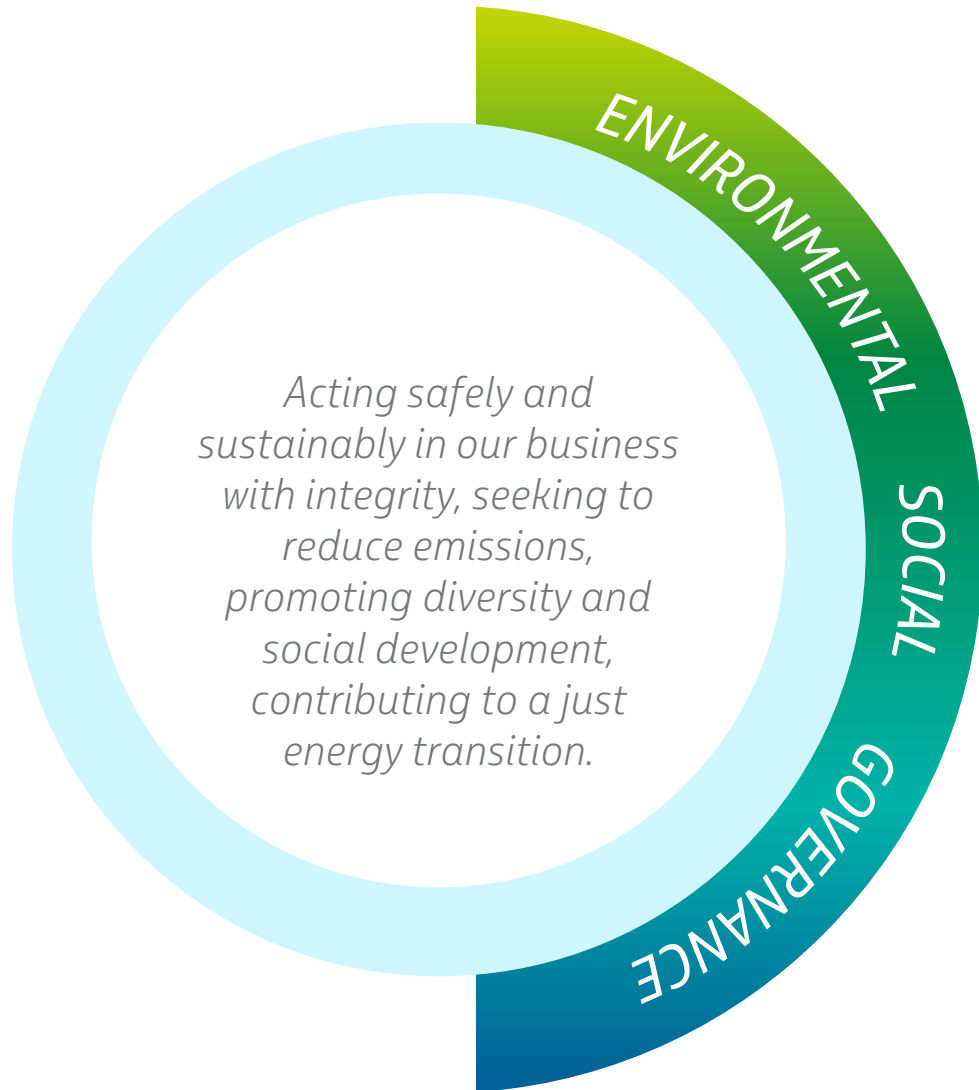 ENVIRONMENTAL
SOCIAL
GOVERNANCE
Acting safely and
sustainably in our business
with integrity, seeking to
reduce emissions,
promoting diversity and
social development,
contributing to a just
energy transition.